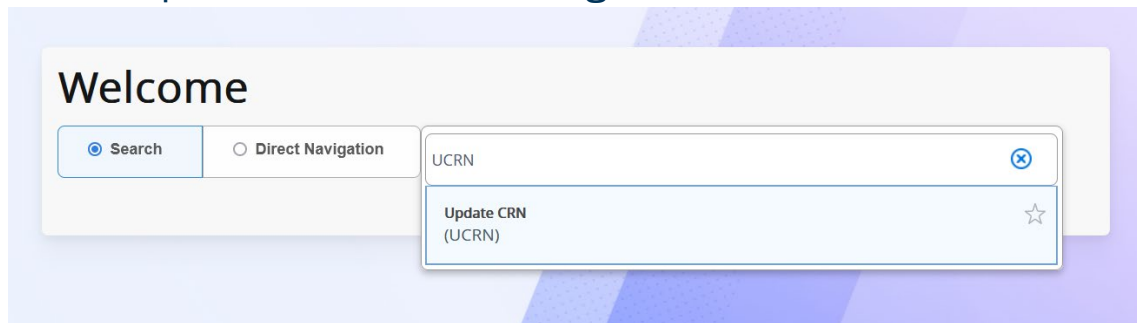 Welcome
Search
Direct Navigation
UCRN
Update CRN
(UCRN)